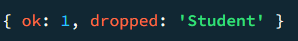 { ok: 1, dropped: 'Student' }